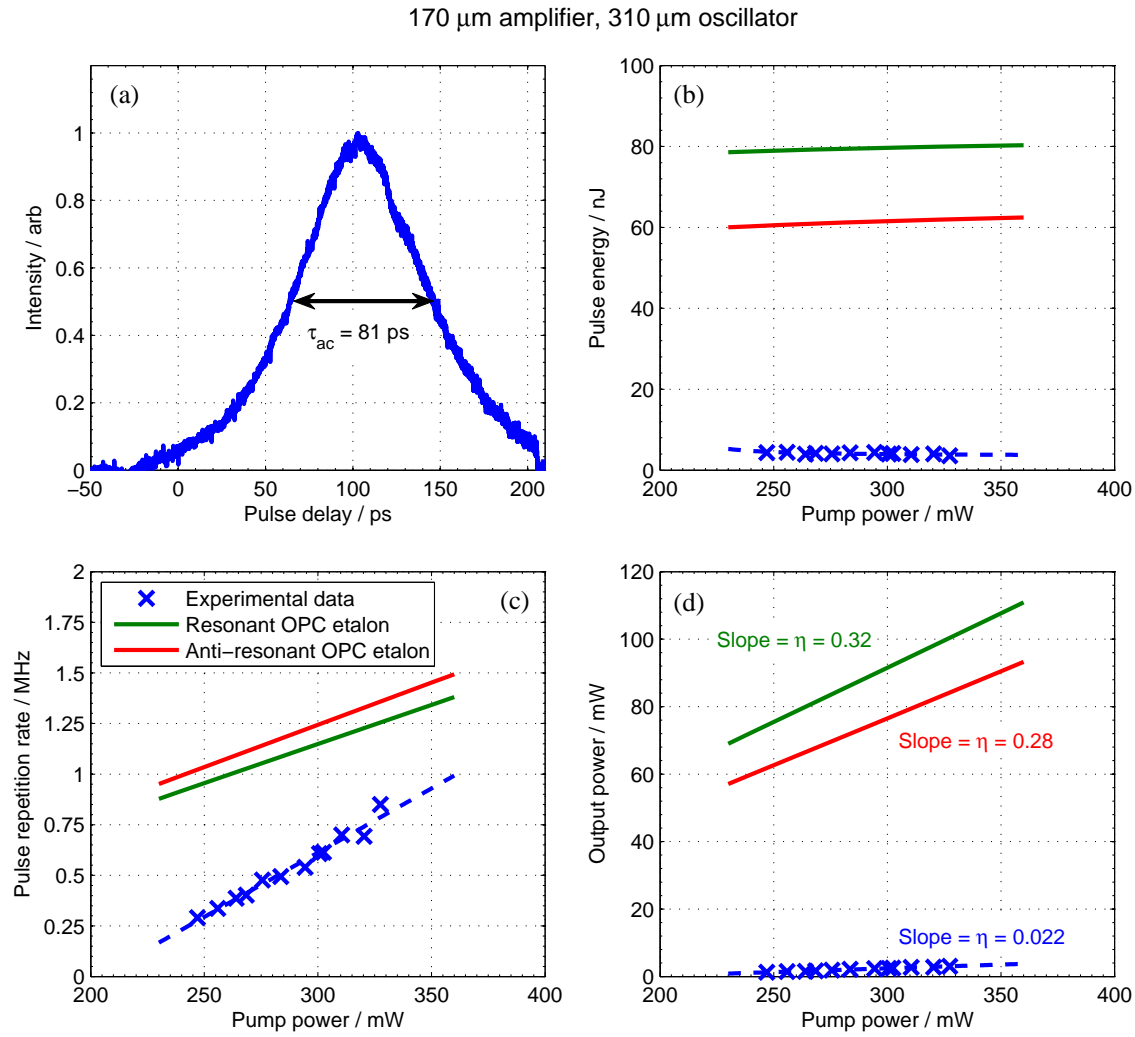 170 μm amplifier, 310 μm oscillator
(a)
Intensity / arb
1
0.8
0.6
0.4
0.2
0
τac = 81 ps
−50 0 50 100 150 200
Pulse delay / ps
(b)
Pulse energy / nJ
100
80
60
40
20
0
200 250 300 350 400
Pump power / mW
(c)
Pulse repetition rate / MHz
2
1.75
1.5
1.25
1
0.75
0.5
0.25
0
Experimental data
Resonant OPC etalon
Anti−resonant OPC etalon
200 250 300 350 400
Pump power / mW
(d)
Output power / mW
120
100
80
60
40
20
0
Slope = η = 0.32
Slope = η = 0.28
Slope = η = 0.022
200 250 300 350 400
Pump power / mW